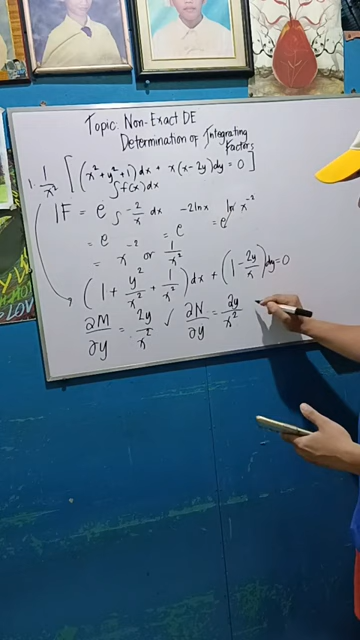 Topic: Non-Exact DE
Determination of Integrating
Factors
1. 1/x² [(x²+y²+1)dx + x(x-2y)dy = 0]
IF = e ∫f(x)dx
= e ∫-2/x dx = e -2lnx = e ln x⁻²
= x⁻² or 1/x²
(1 + y²/x² + 1/x²)dx + (1 - 2y/x)dy = 0
∂M/∂y = 2y/x² ✓ ∂N/∂y = 2y/x²